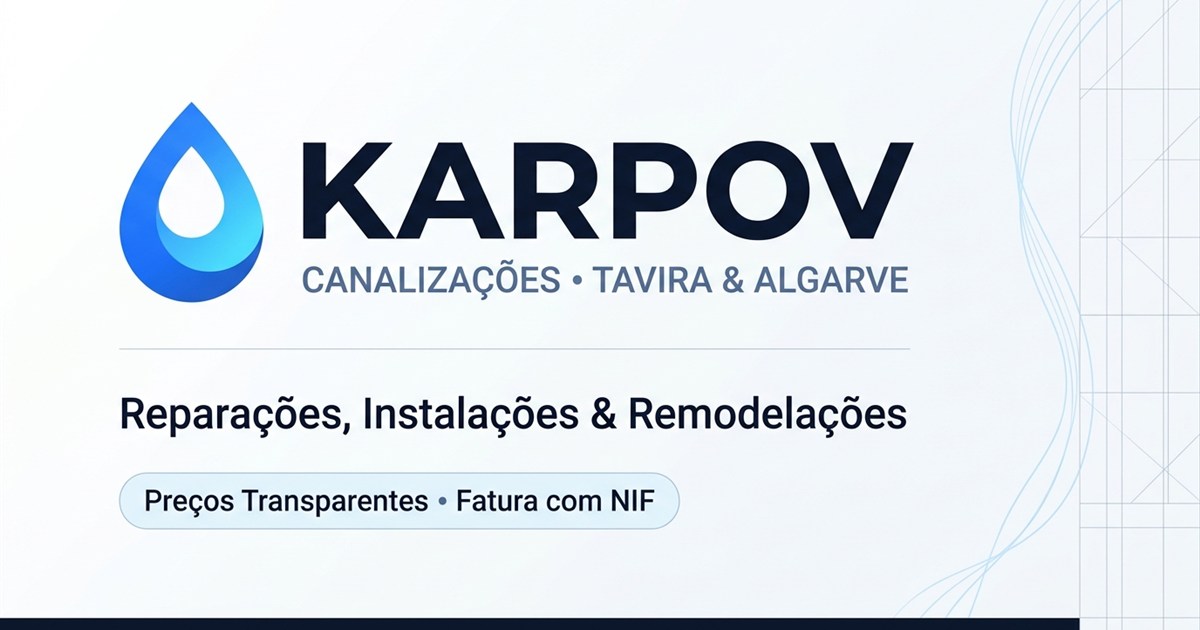 KARPOV
CANALIZAÇÕES • TAVIRA & ALGARVE
Reparações, Instalações & Remodelações
Preços Transparentes • Fatura com NIF